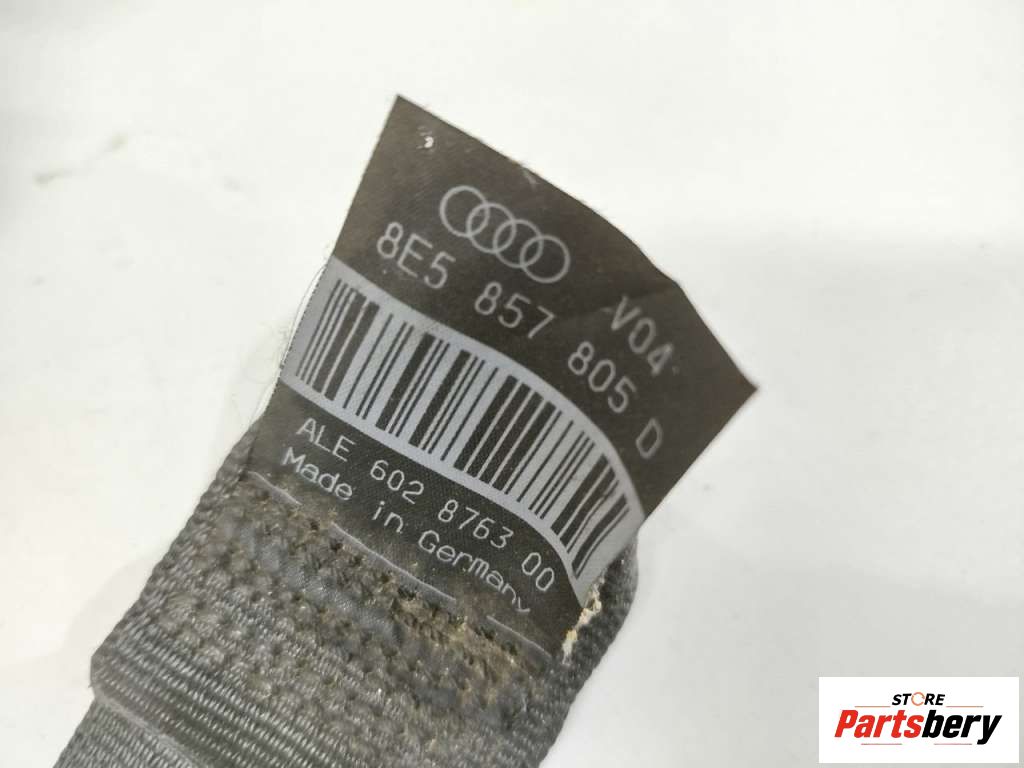 V04
8E5 857 805 D
ALE 602 8763 00
Made in Germany
STORE
Partsbery